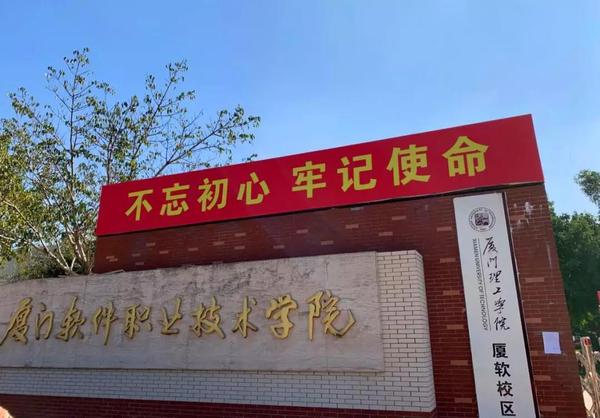 不忘初心 牢记使命
厦门软件职业技术学院
厦门理工学院
XIAMEN UNIVERSITY OF TECHNOLOGY
厦软校区